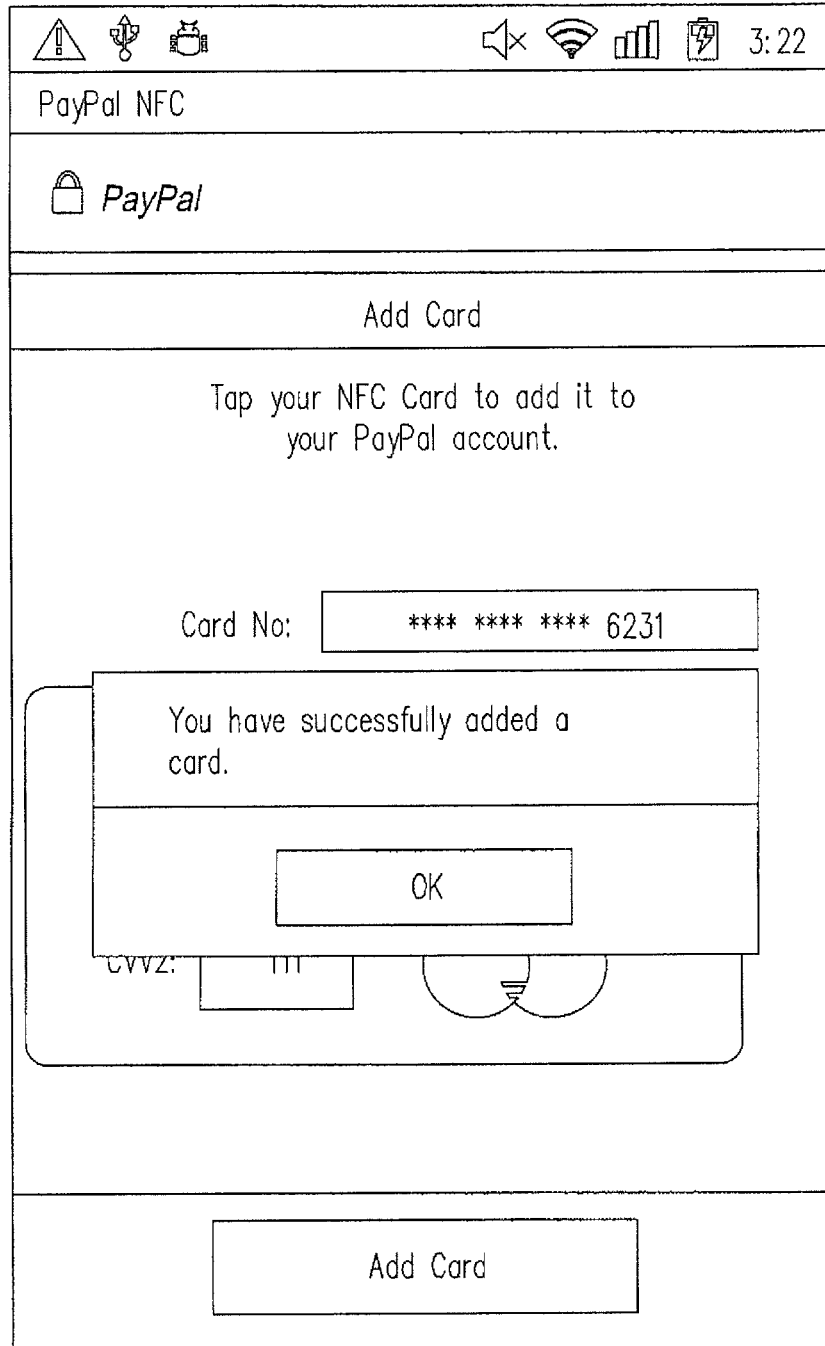 3:22
PayPal NFC
PayPal
Add Card
Tap your NFC Card to add it to
your PayPal account.
Card No: **** **** **** 6231
You have successfully added a
card.
OK
CVV2:
Add Card